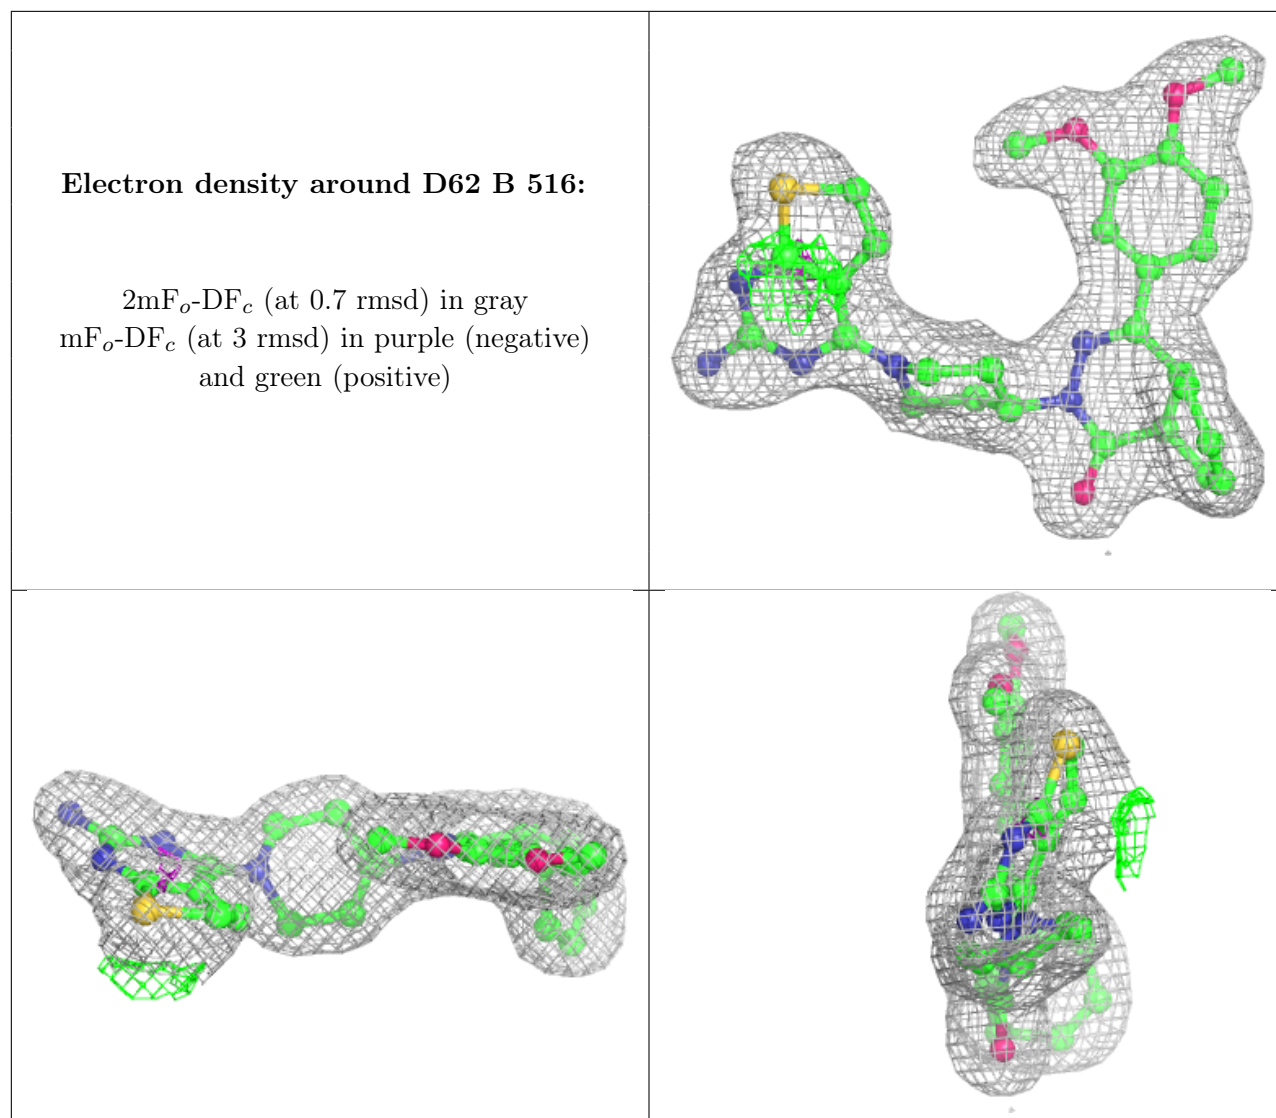 Electron density around D62 B 516:
2mFo-DFc (at 0.7 rmsd) in gray
mFo-DFc (at 3 rmsd) in purple (negative)
and green (positive)